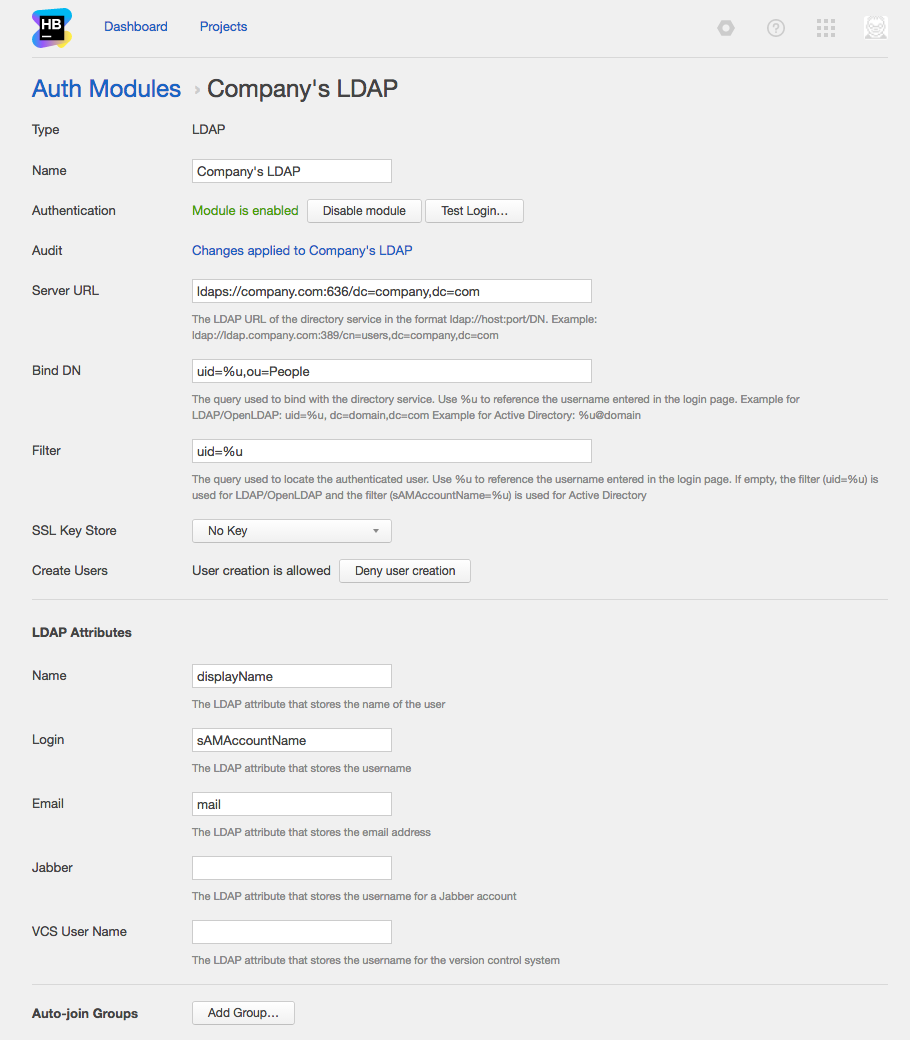 HB
Dashboard Projects
Auth Modules › Company's LDAP
Type LDAP
Name Company's LDAP
Authentication Module is enabled Disable module Test Login...
Audit Changes applied to Company's LDAP
Server URL ldaps://company.com:636/dc=company,dc=com
The LDAP URL of the directory service in the format ldap://host:port/DN. Example:
ldap://ldap.company.com:389/cn=users,dc=company,dc=com
Bind DN uid=%u,ou=People
The query used to bind with the directory service. Use %u to reference the username entered in the login page. Example for
LDAP/OpenLDAP: uid=%u, dc=domain,dc=com Example for Active Directory: %u@domain
Filter uid=%u
The query used to locate the authenticated user. Use %u to reference the username entered in the login page. If empty, the filter (uid=%u) is
used for LDAP/OpenLDAP and the filter (sAMAccountName=%u) is used for Active Directory
SSL Key Store No Key
Create Users User creation is allowed Deny user creation
LDAP Attributes
Name displayName
The LDAP attribute that stores the name of the user
Login sAMAccountName
The LDAP attribute that stores the username
Email mail
The LDAP attribute that stores the email address
Jabber
The LDAP attribute that stores the username for a Jabber account
VCS User Name
The LDAP attribute that stores the username for the version control system
Auto-join Groups Add Group...